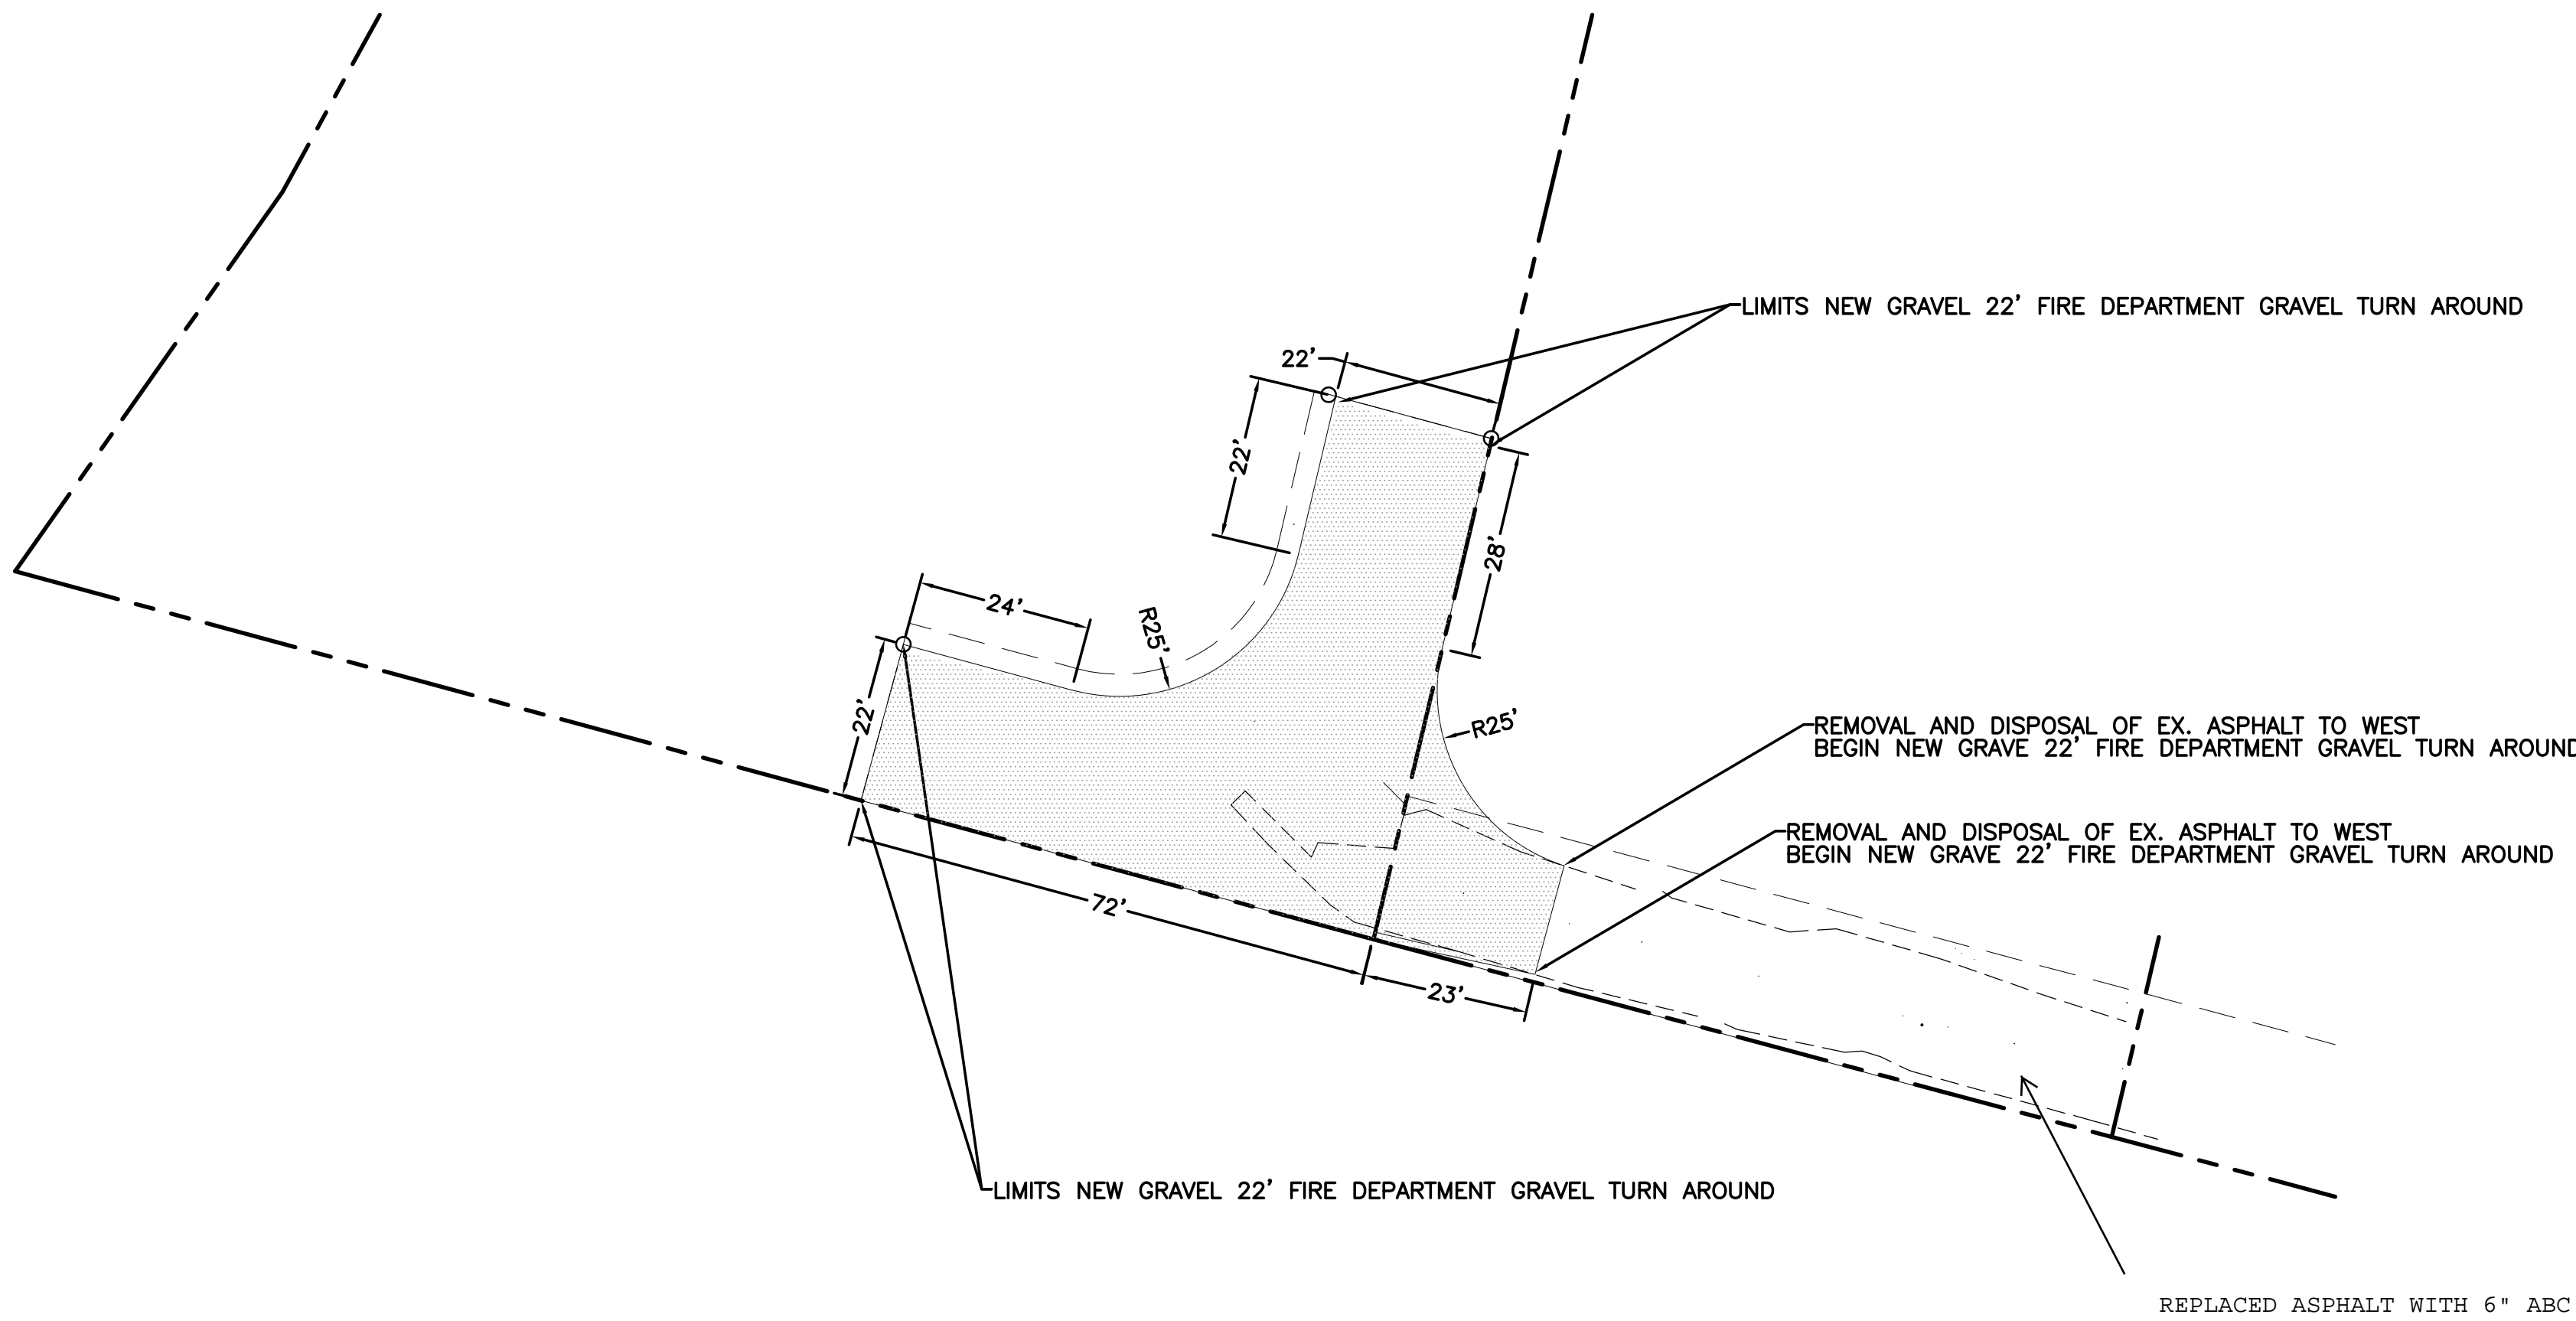 LIMITS NEW GRAVEL 22' FIRE DEPARTMENT GRAVEL TURN AROUND
22'
22'
28'
24'
R25'
22'
R25'
REMOVAL AND DISPOSAL OF EX. ASPHALT TO WEST
BEGIN NEW GRAVE 22' FIRE DEPARTMENT GRAVEL TURN AROUND
REMOVAL AND DISPOSAL OF EX. ASPHALT TO WEST
BEGIN NEW GRAVE 22' FIRE DEPARTMENT GRAVEL TURN AROUND
72'
23'
LIMITS NEW GRAVEL 22' FIRE DEPARTMENT GRAVEL TURN AROUND
REPLACED ASPHALT WITH 6" ABC